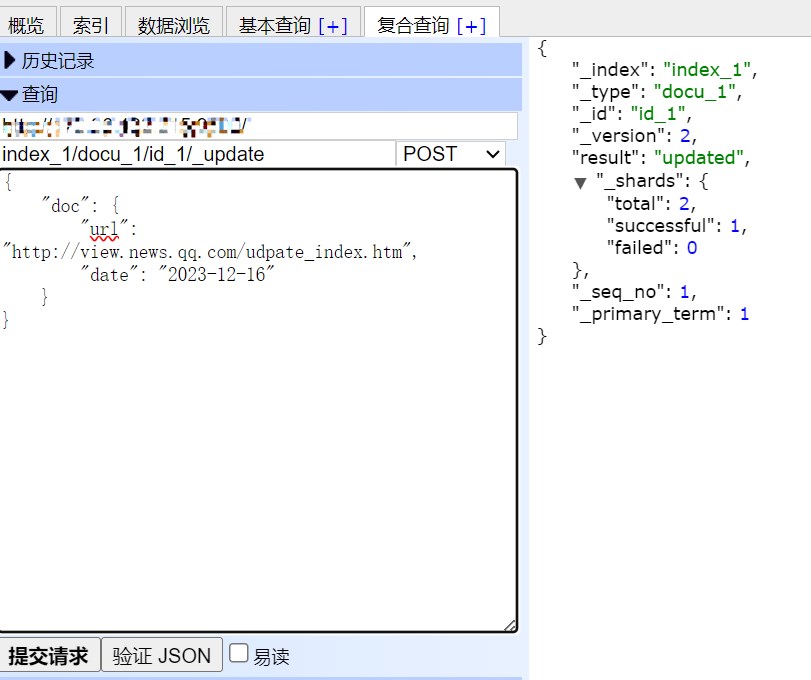 概览 索引 数据浏览 基本查询 [+] 复合查询 [+]
历史记录
查询
index_1/docu_1/id_1/_update POST
{
"doc": {
"url":
"http://view.news.qq.com/udpate_index.htm",
"date": "2023-12-16"
}
}
提交请求 验证 JSON 易读
{
"_index": "index_1",
"_type": "docu_1",
"_id": "id_1",
"_version": 2,
"result": "updated",
▼ "_shards": {
"total": 2,
"successful": 1,
"failed": 0
},
"_seq_no": 1,
"_primary_term": 1
}